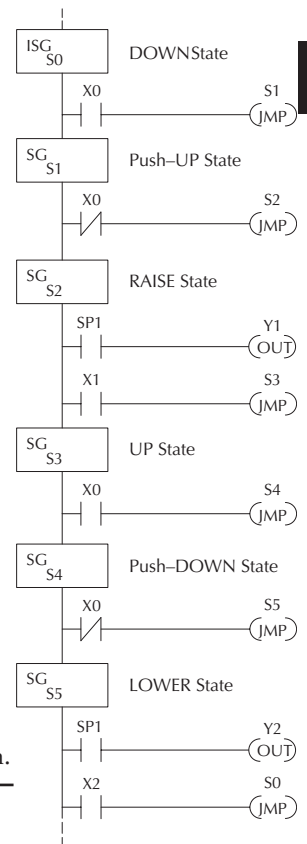 ISG
S0
DOWNState
X0
S1
JMP
SG
S1
Push–UP State
X0
S2
JMP
SG
S2
RAISE State
SP1
Y1
OUT
X1
S3
JMP
SG
S3
UP State
X0
S4
JMP
SG
S4
Push–DOWN State
X0
S5
JMP
SG
S5
LOWER State
SP1
Y2
OUT
X2
S0
JMP